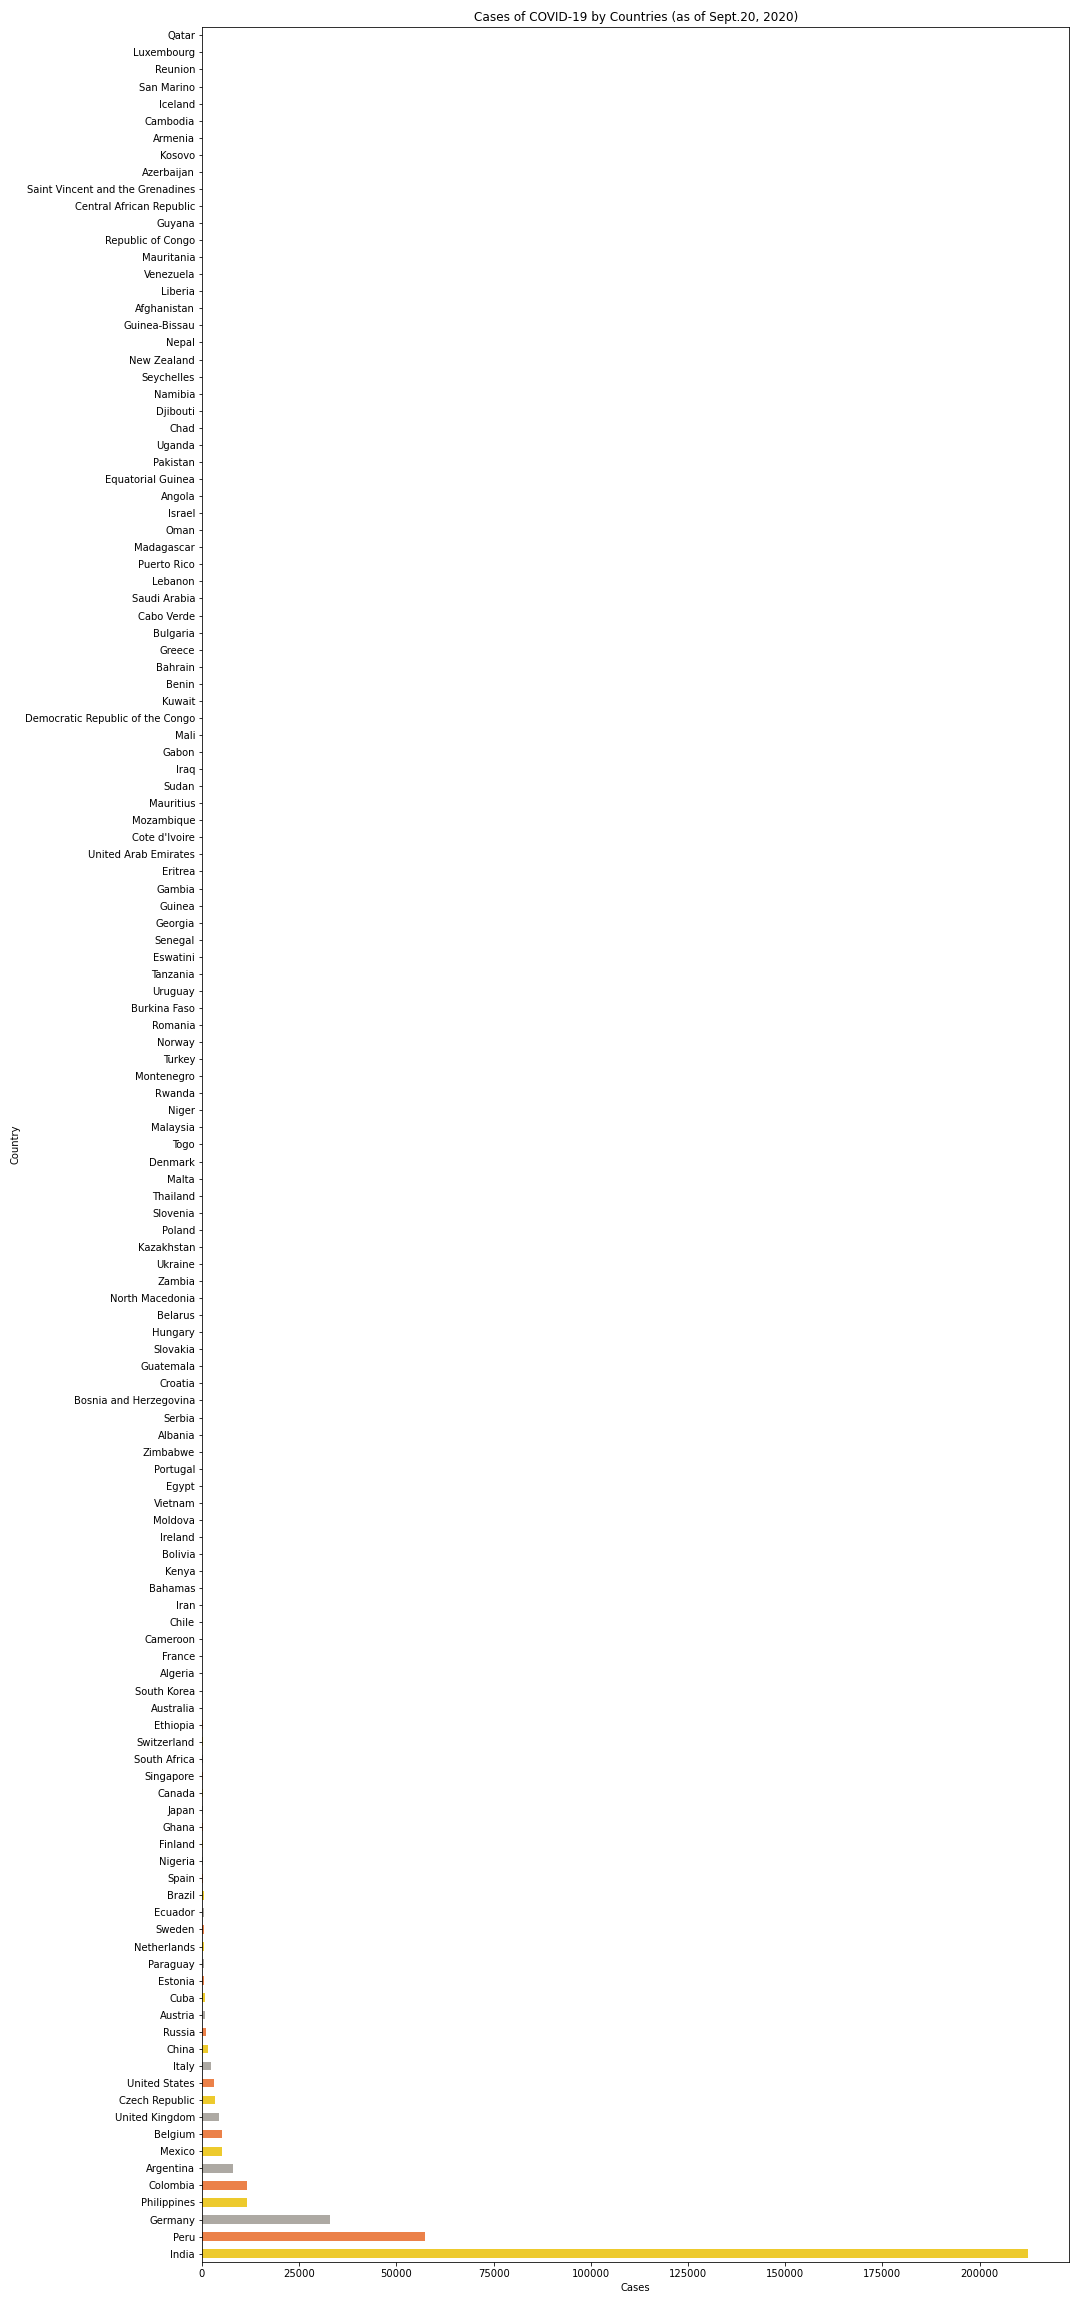 Cases of COVID-19 by Countries (as of Sept.20, 2020)
Qatar
Luxembourg
Reunion
San Marino
Iceland
Cambodia
Armenia
Kosovo
Azerbaijan
Saint Vincent and the Grenadines
Central African Republic
Guyana
Republic of Congo
Mauritania
Venezuela
Liberia
Afghanistan
Guinea-Bissau
Nepal
New Zealand
Seychelles
Namibia
Djibouti
Chad
Uganda
Pakistan
Equatorial Guinea
Angola
Israel
Oman
Madagascar
Puerto Rico
Lebanon
Saudi Arabia
Cabo Verde
Bulgaria
Greece
Bahrain
Benin
Kuwait
Democratic Republic of the Congo
Mali
Gabon
Iraq
Sudan
Mauritius
Mozambique
Cote d'Ivoire
United Arab Emirates
Eritrea
Gambia
Guinea
Georgia
Senegal
Eswatini
Tanzania
Uruguay
Burkina Faso
Romania
Norway
Turkey
Montenegro
Rwanda
Niger
Malaysia
Togo
Denmark
Malta
Thailand
Slovenia
Poland
Kazakhstan
Ukraine
Zambia
North Macedonia
Belarus
Hungary
Slovakia
Guatemala
Croatia
Bosnia and Herzegovina
Serbia
Albania
Zimbabwe
Portugal
Egypt
Vietnam
Moldova
Ireland
Bolivia
Kenya
Bahamas
Iran
Chile
Cameroon
France
Algeria
South Korea
Australia
Ethiopia
Switzerland
South Africa
Singapore
Canada
Japan
Ghana
Finland
Nigeria
Spain
Brazil
Ecuador
Sweden
Netherlands
Paraguay
Estonia
Cuba
Austria
Russia
China
Italy
United States
Czech Republic
United Kingdom
Belgium
Mexico
Argentina
Colombia
Philippines
Germany
Peru
India
Country
0 25000 50000 75000 100000 125000 150000 175000 200000
Cases